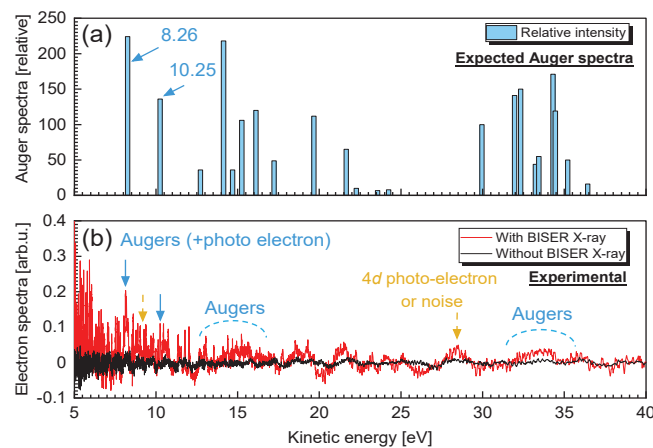 250
200
150
100
50
0
Auger spectra [relative]
(a)
8.26
10.25
Relative intensity
Expected Auger spectra
0.4
0.3
0.2
0.1
0
-0.1
Electron spectra [arb.u.]
(b)
Augers (+photo electron)
Augers
4d photo-electron
or noise
Augers
With BISER X-ray
Without BISER X-ray
Experimental
5 10 15 20 25 30 35 40
Kinetic energy [eV]